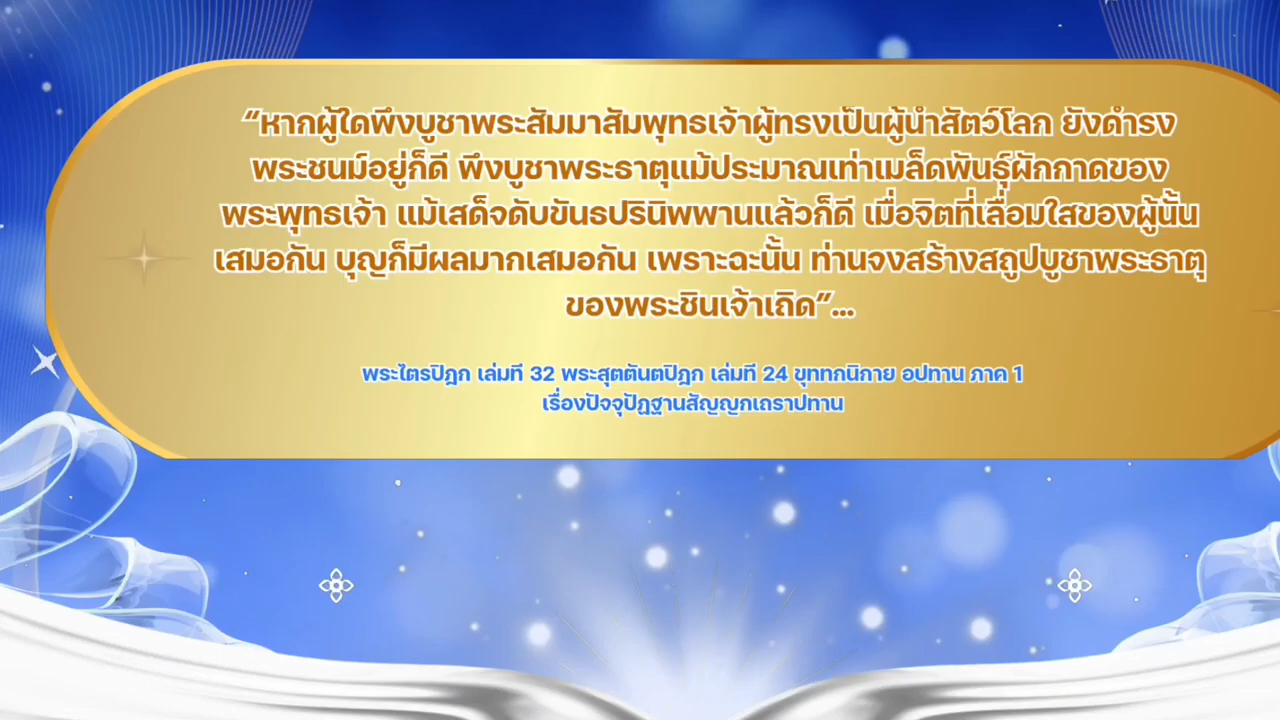 “หากผู้ใดพึงบูชาพระสัมมาสัมพุทธเจ้าผู้ทรงเป็นผู้นำสัตว์โลก ยังดำรง
พระชนม์อยู่ก็ดี พึงบูชาพระธาตุแม้ประมาณเท่าเมล็ดพันธุ์ผักกาดของ
พระพุทธเจ้า แม้เสด็จดับขันธปรินิพพานแล้วก็ดี เมื่อจิตที่เลื่อมใสของผู้นั้น
เสมอกัน บุญก็มีผลมากเสมอกัน เพราะฉะนั้น ท่านจงสร้างสถูปบูชาพระธาตุ
ของพระชินเจ้าเถิด”...
พระไตรปิฎก เล่มที่ 32 พระสุตตันตปิฎก เล่มที่ 24 ขุททกนิกาย อปทาน ภาค 1
เรื่องปัจจุปัฏฐานสัญญกเถราปทาน